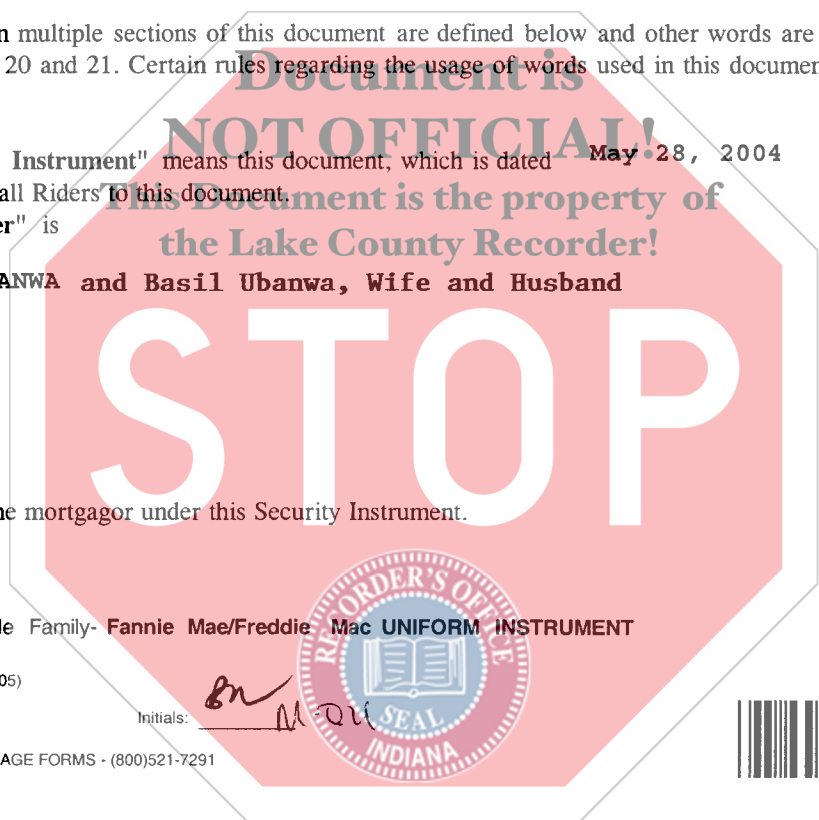 n multiple sections of this document are defined below and other words are
20 and 21. Certain rules regarding the usage of words used in this documen
Document is
NOT OFFICIAL!
Instrument" means this document, which is dated May 28, 2004
all Riders to this document.
This Document is the property of
er" is
the Lake County Recorder!
ANWA and Basil Ubanwa, Wife and Husband
STOP
he mortgagor under this Security Instrument.
RECORDER'S OFFICE
le Family- Fannie Mae/Freddie Mac UNIFORM INSTRUMENT
05)
Initials:
SEAL
INDIANA
AGE FORMS - (800)521-7291